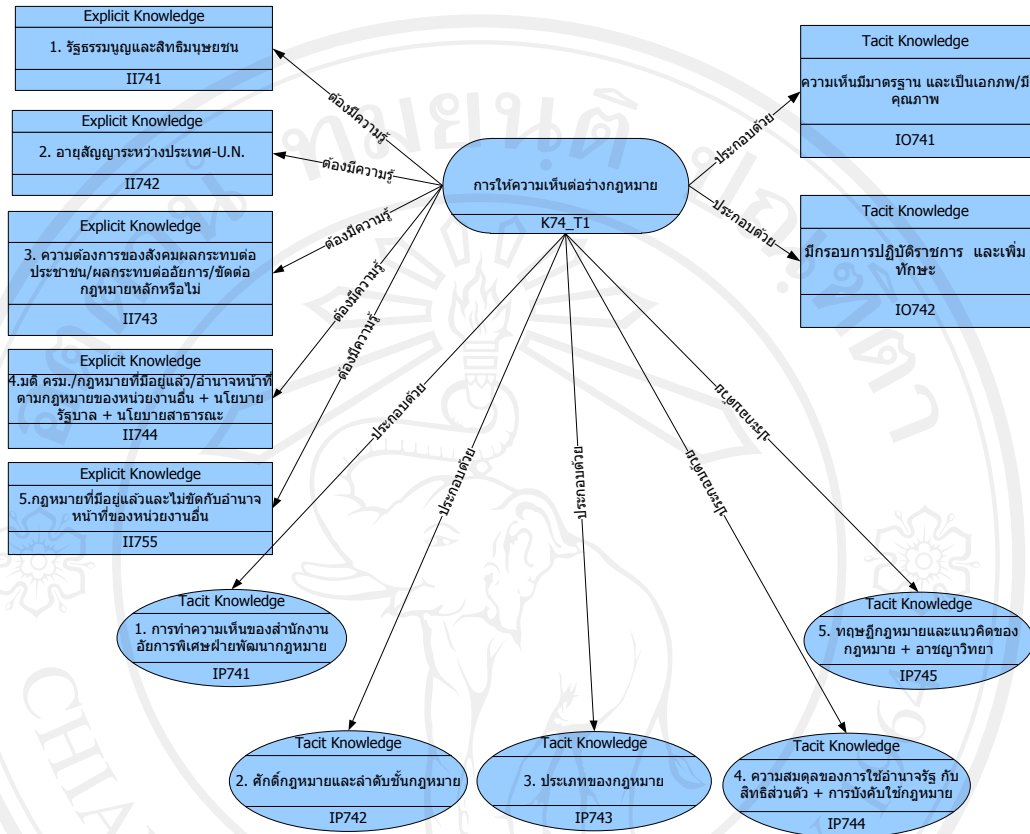 Explicit Knowledge
1. รัฐธรรมนูญและสิทธิมนุษยชน
II741
Explicit Knowledge
2. อายุสัญญาระหว่างประเทศ-U.N.
II742
Explicit Knowledge
3. ความต้องการของสังคมผลกระทบต่อ
ประชาชน/ผลกระทบต่ออัยการ/ขัดต่อ
กฎหมายหลักหรือไม่
II743
Explicit Knowledge
4.มติ ครม./กฎหมายที่มีอยู่แล้ว/อำนาจหน้าที่
ตามกฎหมายของหน่วยงานอื่น + นโยบาย
รัฐบาล + นโยบายสาธารณะ
II744
Explicit Knowledge
5.กฎหมายที่มีอยู่แล้วและไม่ขัดกับอำนาจ
หน้าที่ของหน่วยงานอื่น
II755
ต้องมีความรู้
ต้องมีความรู้
ต้องมีความรู้
ต้องมีความรู้
ต้องมีความรู้
การให้ความเห็นต่อร่างกฎหมาย
K74_T1
ประกอบด้วย
ประกอบด้วย
Tacit Knowledge
ความเห็นมีมาตรฐาน และเป็นเอกภพ/มี
คุณภาพ
IO741
Tacit Knowledge
มีกรอบการปฏิบัติราชการ และเพิ่ม
ทักษะ
IO742
ประกอบด้วย
ประกอบด้วย
ประกอบด้วย
ประกอบด้วย
ประกอบด้วย
Tacit Knowledge
1. การทำความเห็นของสำนักงาน
อัยการพิเศษฝ่ายพัฒนากฎหมาย
IP741
Tacit Knowledge
2. ศักดิ์กฎหมายและลำดับชั้นกฎหมาย
IP742
Tacit Knowledge
3. ประเภทของกฎหมาย
IP743
Tacit Knowledge
4. ความสมดุลของการใช้อำนาจรัฐ กับ
สิทธิส่วนตัว + การบังคับใช้กฎหมาย
IP744
Tacit Knowledge
5. ทฤษฎีกฎหมายและแนวคิดของ
กฎหมาย + อาชญาวิทยา
IP745